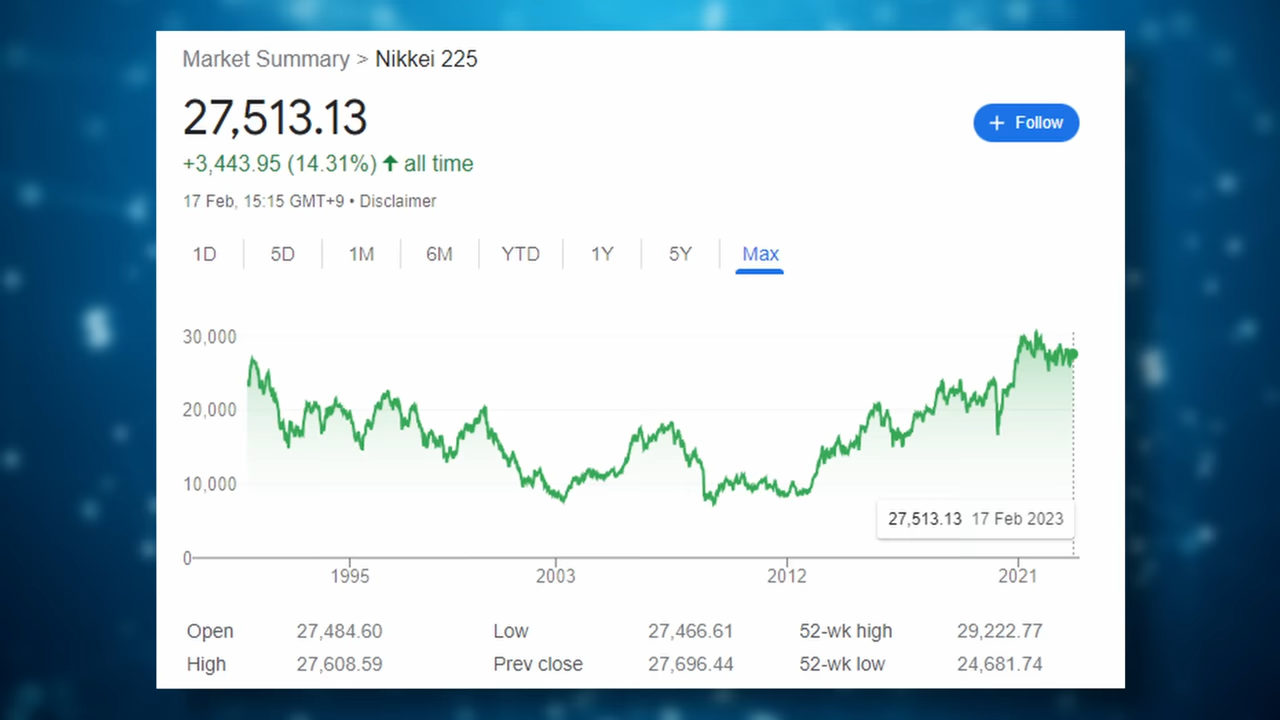 Market Summary > Nikkei 225
27,513.13
+ Follow
+3,443.95 (14.31%) ↑ all time
17 Feb, 15:15 GMT+9 • Disclaimer
1D 5D 1M 6M YTD 1Y 5Y Max
30,000
20,000
10,000
27,513.13 17 Feb 2023
0
1995 2003 2012 2021
Open 27,484.60 Low 27,466.61 52-wk high 29,222.77
High 27,608.59 Prev close 27,696.44 52-wk low 24,681.74